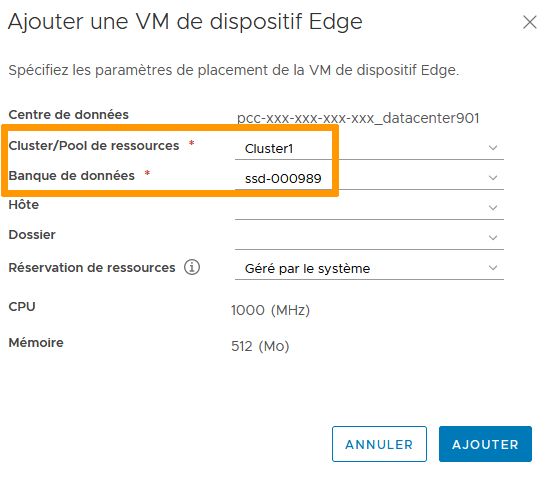 Ajouter une VM de dispositif Edge
Spécifiez les paramètres de placement de la VM de dispositif Edge.
Centre de données pcc-xxx-xxx-xxx-xxx_datacenter901
Cluster/Pool de ressources * Cluster1
Banque de données * ssd-000989
Hôte
Dossier
Réservation de ressources Géré par le système
CPU 1000 (MHz)
Mémoire 512 (Mo)
ANNULER AJOUTER